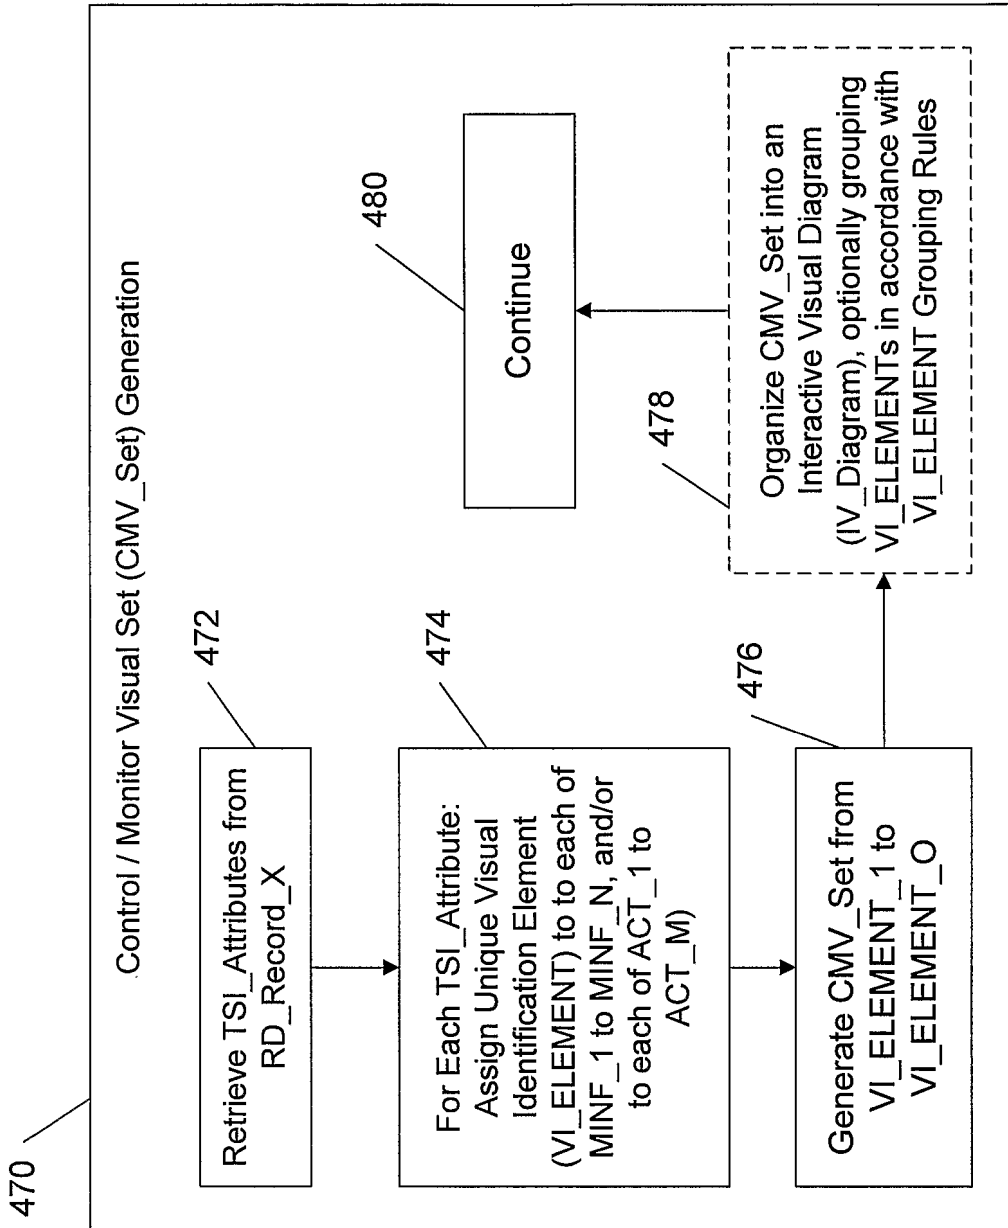 470
Control / Monitor Visual Set (CMV_Set) Generation
472
Retrieve TSI_Attributes from
RD_Record_X
474
For Each TSI_Attribute:
Assign Unique Visual
Identification Element
(VI_ELEMENT) to to each of
MINF_1 to MINF_N, and/or
to each of ACT_1 to
ACT_M)
476
Generate CMV_Set from
VI_ELEMENT_1 to
VI_ELEMENT_O
478
Organize CMV_Set into an
Interactive Visual Diagram
(IV_Diagram), optionally grouping
VI_ELEMENTs in accordance with
VI_ELEMENT Grouping Rules
480
Continue